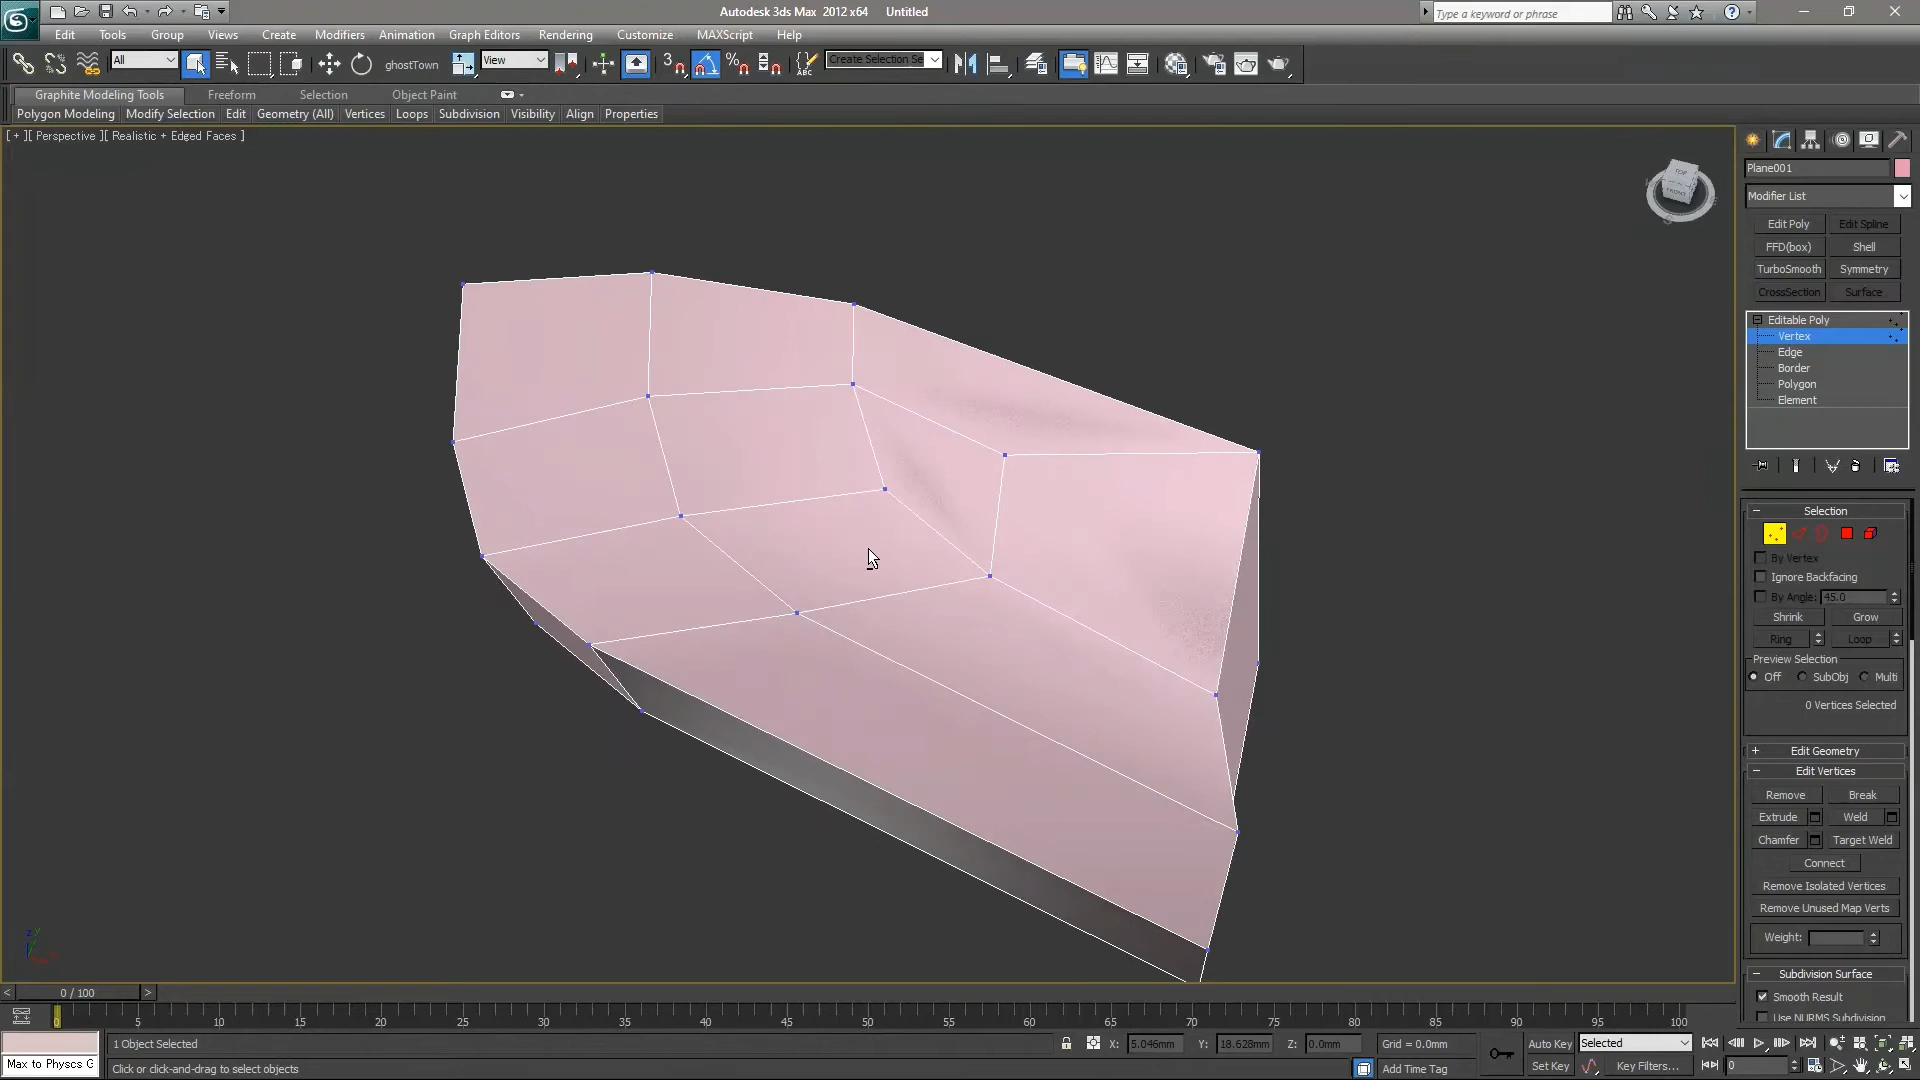 Autodesk 3ds Max 2012 x64 Untitled
Type a keyword or phrase
Edit Tools Group Views Create Modifiers Animation Graph Editors Rendering Customize MAXScript Help
All ghostTown View 3 Create Selection Se
Graphite Modeling Tools Freeform Selection Object Paint
Polygon Modeling Modify Selection Edit Geometry (All) Vertices Loops Subdivision Visibility Align Properties
[ + ][ Perspective ][ Realistic + Edged Faces ]
TOP
FRONT
Plane001
Modifier List
Edit Poly Edit Spline
FFD(box) Shell
TurboSmooth Symmetry
CrossSection Surface
Editable Poly
Vertex
Edge
Border
Polygon
Element
Selection
By Vertex
Ignore Backfacing
By Angle: 45.0
Shrink Grow
Ring Loop
Preview Selection
Off SubObj Multi
0 Vertices Selected
Edit Geometry
Edit Vertices
Remove Break
Extrude Weld
Chamfer Target Weld
Connect
Remove Isolated Vertices
Remove Unused Map Verts
Weight:
Subdivision Surface
Smooth Result
Use NURMS Subdivision
z y
< 0 / 100 >
0 5 10 15 20 25 30 35 40 45 50 55 60 65 70 75 80 85 90 95 100
1 Object Selected X: 5.046mm Y: 18.628mm Z: 0.0mm Grid = 0.0mm Auto Key Selected
Max to Physcs G Click or click-and-drag to select objects Add Time Tag Set Key Key Filters... 0